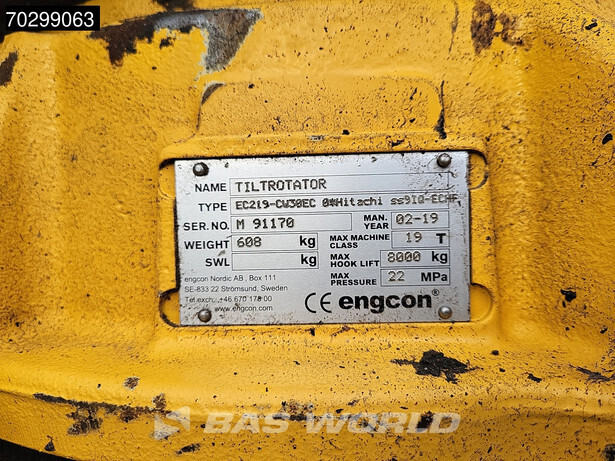 70299063
NAME TILTROTATOR
TYPE EC219-CW30EC 0*Hitachi ss9IQ-ECHF
SER.NO. M 91170 MAN. YEAR 02-19
WEIGHT 608 kg MAX MACHINE CLASS 19 T
SWL kg MAX HOOK LIFT 8000 kg
MAX PRESSURE 22 MPa
engcon Nordic AB, Box 111
SE-833 22 Strömsund, Sweden
Tel.exch. +46 670 178 00
www.engcon.com
CE engcon®
BAS WORLD